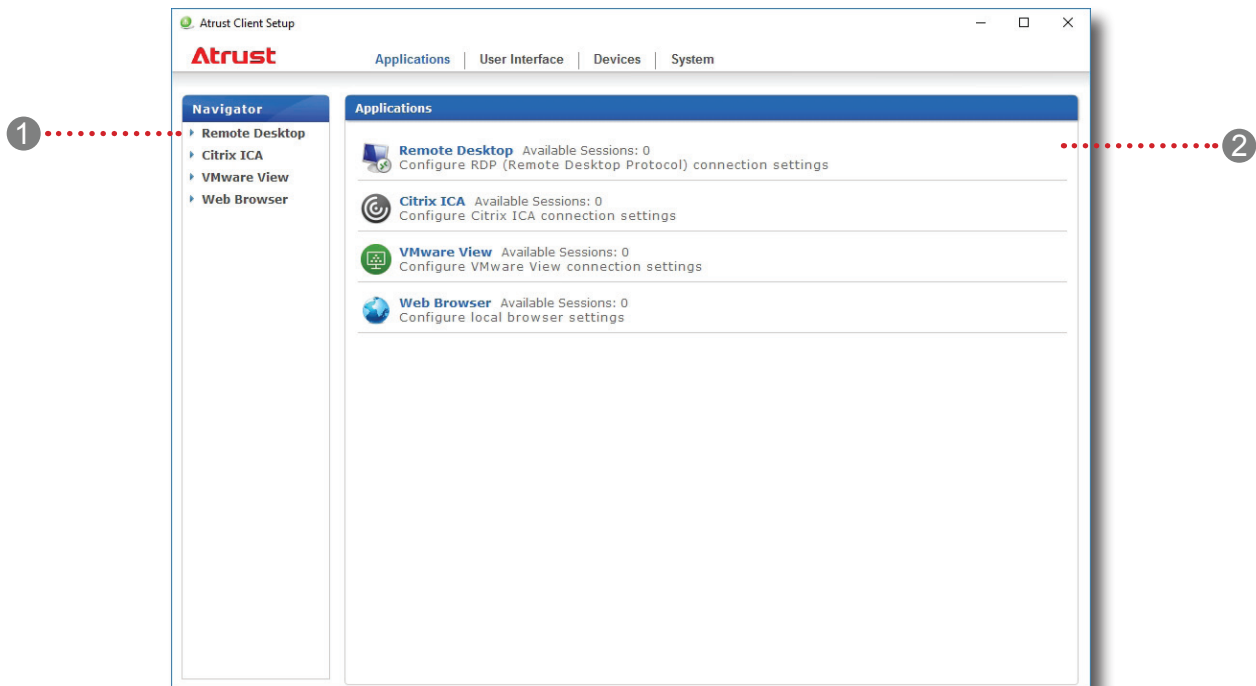 Atrust Client Setup
Atrust
Applications | User Interface | Devices | System
Navigator
Remote Desktop
Citrix ICA
VMware View
Web Browser
Applications
Remote Desktop Available Sessions: 0
Configure RDP (Remote Desktop Protocol) connection settings
Citrix ICA Available Sessions: 0
Configure Citrix ICA connection settings
VMware View Available Sessions: 0
Configure VMware View connection settings
Web Browser Available Sessions: 0
Configure local browser settings
1
2